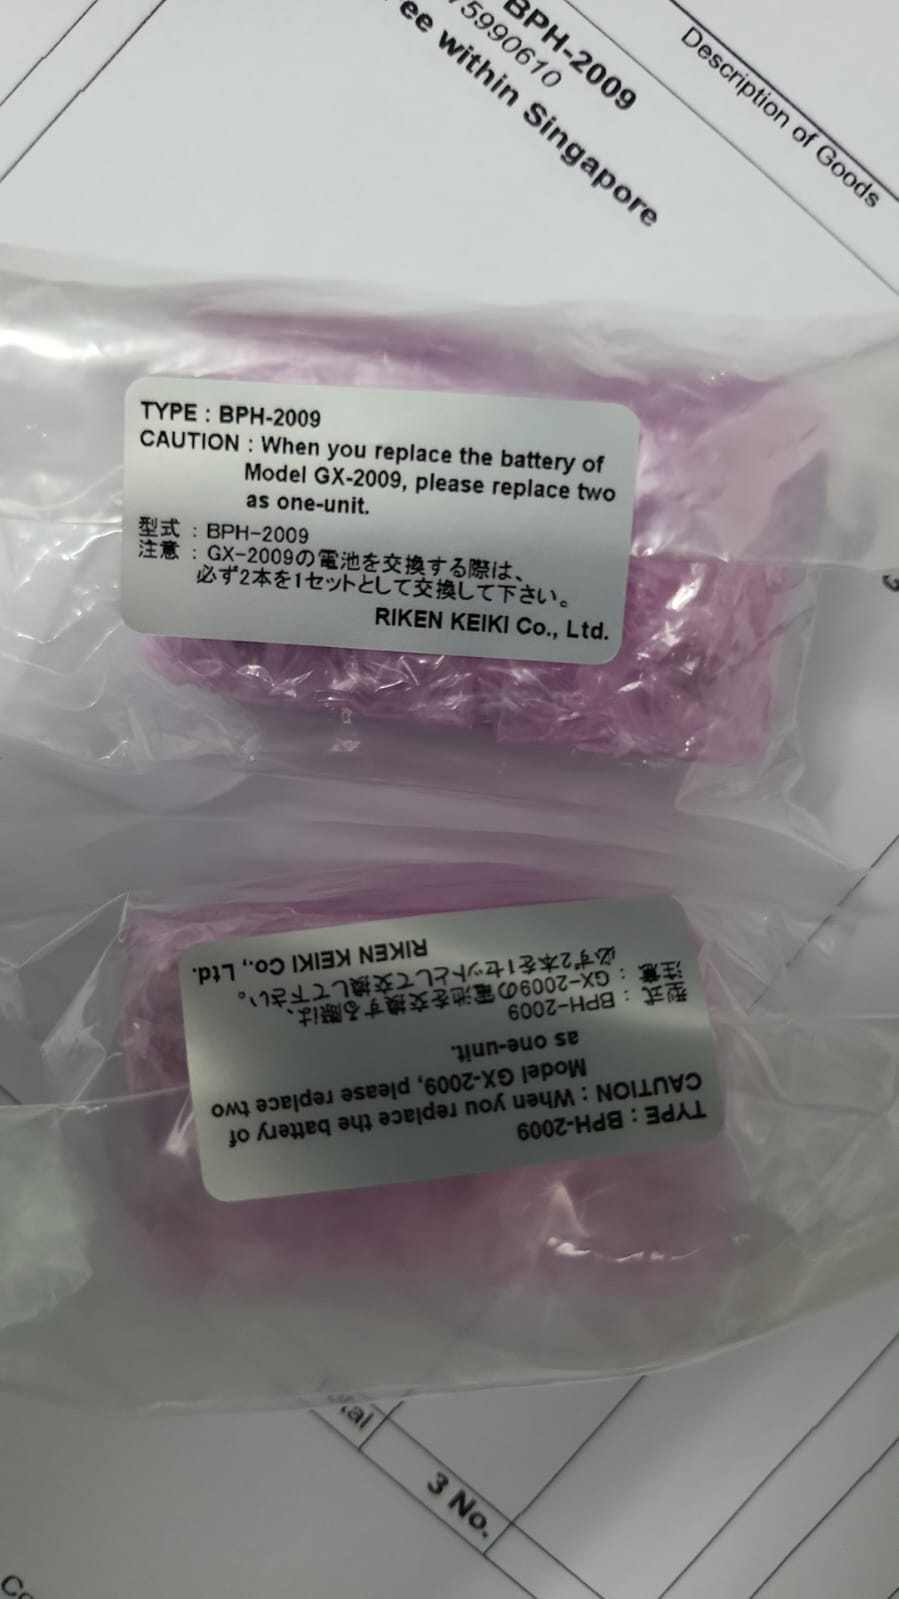 Description of Goods
BPH-2009
75990610
ree within Singapore
TYPE : BPH-2009
CAUTION : When you replace the battery of
Model GX-2009, please replace two
as one-unit.
型式 : BPH-2009
注意 : GX-2009の電池を交換する際は、
必ず2本を1セットとして交換して下さい。
RIKEN KEIKI Co., Ltd.
TYPE : BPH-2009
CAUTION : When you replace the battery of
Model GX-2009, please replace two
as one-unit.
型式 : BPH-2009
注意 : GX-2009の電池を交換する際は、
必ず2本を1セットとして交換して下さい。
RIKEN KEIKI Co., Ltd.
3 No.